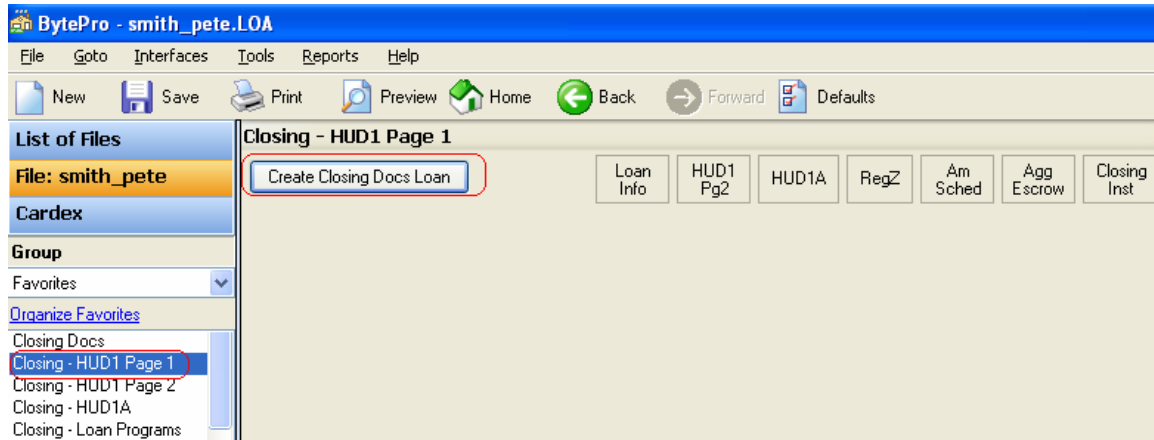 BytePro - smith_pete.LOA
File Goto Interfaces Tools Reports Help
New Save Print Preview Home Back Forward Defaults
List of Files
File: smith_pete
Cardex
Group
Favorites
Organize Favorites
Closing Docs
Closing - HUD1 Page 1
Closing - HUD1 Page 2
Closing - HUD1A
Closing - Loan Programs
Closing - HUD1 Page 1
Create Closing Docs Loan
Loan Info
HUD1 Pg2
HUD1A
RegZ
Am Sched
Agg Escrow
Closing Inst